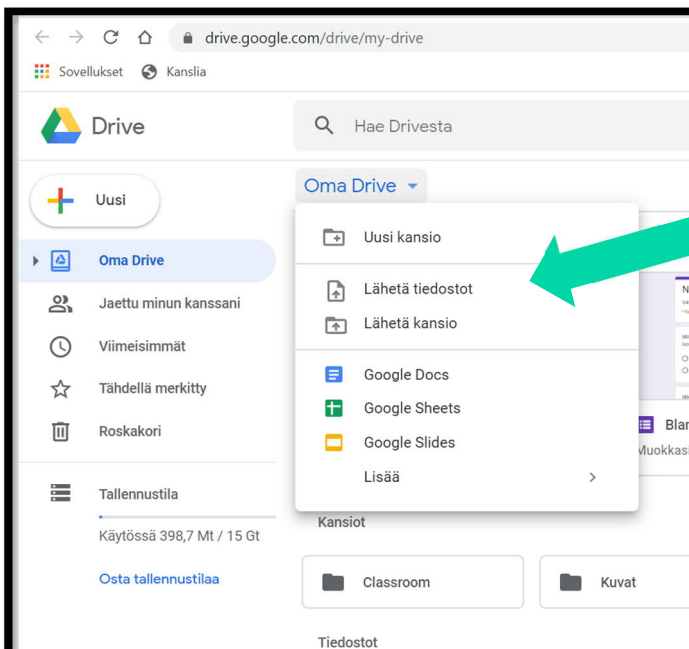 drive.google.com/drive/my-drive
Sovellukset Kanslia
Drive
Hae Drivesta
Uusi
Oma Drive
Jaettu minun kanssani
Viimeisimmät
Tähdellä merkitty
Roskakori
Tallennustila
Käytössä 398,7 Mt / 15 Gt
Osta tallennustilaa
Oma Drive
Uusi kansio
Lähetä tiedostot
Lähetä kansio
Google Docs
Google Sheets
Google Slides
Lisää
Kansiot
Classroom
Kuvat
Tiedostot